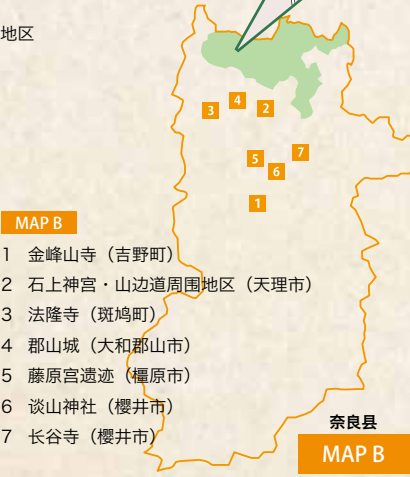 地区
3
4
2
5
7
6
1
MAP B
1 金峰山寺（吉野町）
2 石上神宫・山边道周围地区（天理市）
3 法隆寺（斑鸠町）
4 郡山城（大和郡山市）
5 藤原宫遗迹（橿原市）
6 谈山神社（樱井市）
7 长谷寺（樱井市）
奈良县
MAP B